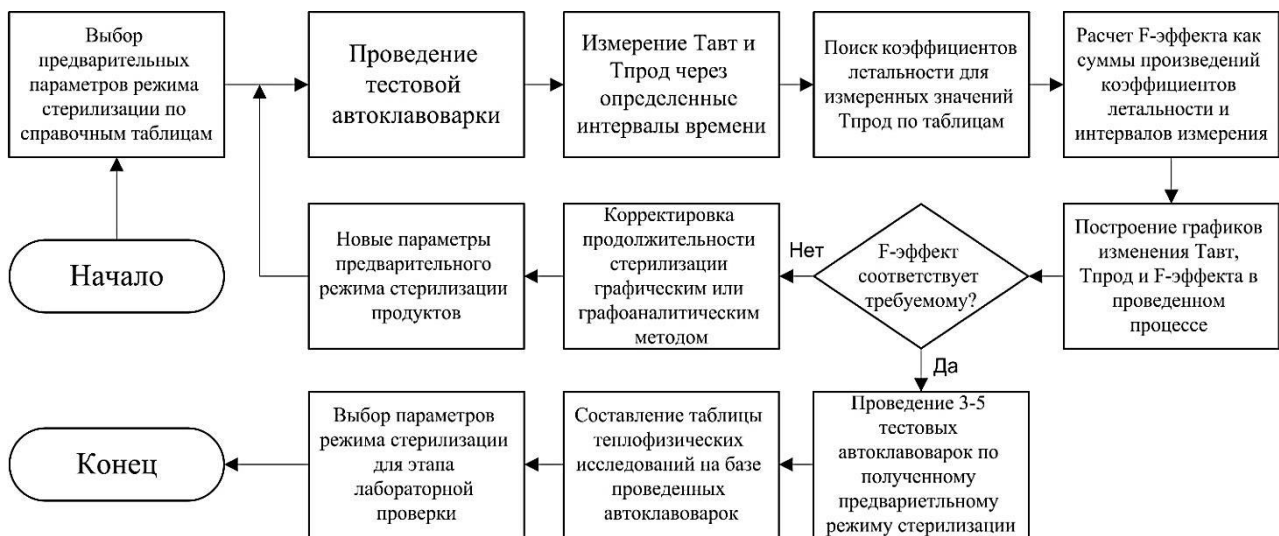 Выбор
предварительных
параметров режима
стерилизации по
справочным таблицам
Проведение
тестовой
автоклавоварки
Измерение Тавт и
Тпрод через
определенные
интервалы времени
Поиск коэффициентов
летальности для
измеренных значений
Тпрод по таблицам
Расчет F-эффекта как
суммы произведений
коэффициентов
летальности и
интервалов измерения
Начало
Новые параметры
предварительного
режима стерилизации
продуктов
Корректировка
продолжительности
стерилизации
графическим или
графоаналитическим
методом
Нет
F-эффект
соответствует
требуемому?
Построение графиков
изменения Тавт,
Тпрод и F-эффекта в
проведенном
процессе
Да
Конец
Выбор параметров
режима стерилизации
для этапа
лабораторной
проверки
Составление таблицы
теплофизических
исследований на базе
проведенных
автоклавоварок
Проведение 3-5
тестовых
автоклавоварок по
полученному
предвариетльному
режиму стерилизации